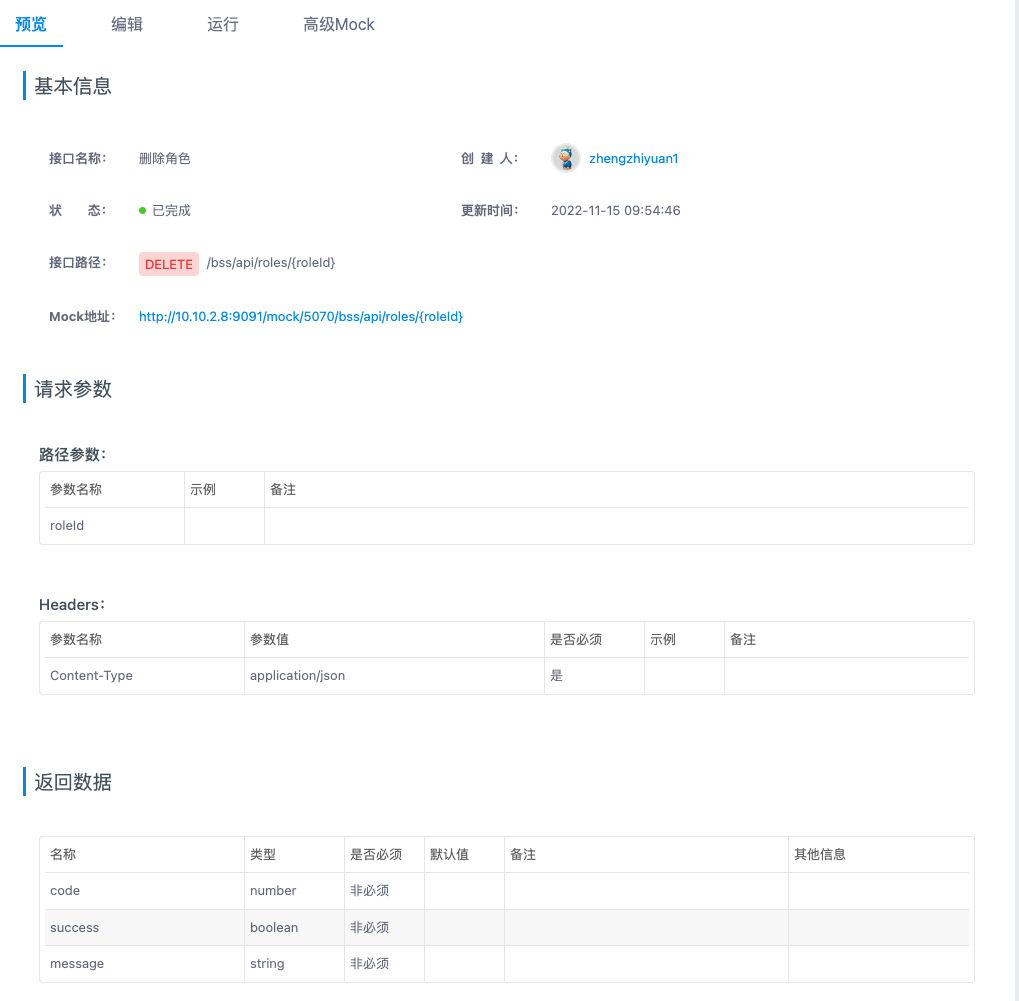 预览 编辑 运行 高级Mock
基本信息
接口名称： 删除角色 创 建 人： zhengzhiyuan1
状 态： 已完成 更新时间： 2022-11-15 09:54:46
接口路径： DELETE /bss/api/roles/{roleId}
Mock地址： http://10.10.2.8:9091/mock/5070/bss/api/roles/{roleId}
请求参数
路径参数：
参数名称 示例 备注
roleId
Headers：
参数名称 参数值 是否必须 示例 备注
Content-Type application/json 是
返回数据
名称 类型 是否必须 默认值 备注 其他信息
code number 非必须
success boolean 非必须
message string 非必须